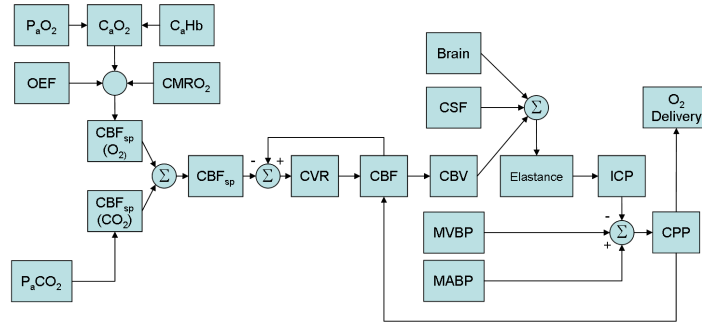 PₐO₂
CₐO₂
CₐHb
OEF
CMRO₂
Brain
CSF
Σ
O₂
Delivery
CBFₛₚ
(O₂)
Σ
CBFₛₚ
- Σ +
CVR
CBF
CBV
Elastance
ICP
CBFₛₚ
(CO₂)
MVBP
-
+
Σ
CPP
MABP
PₐCO₂